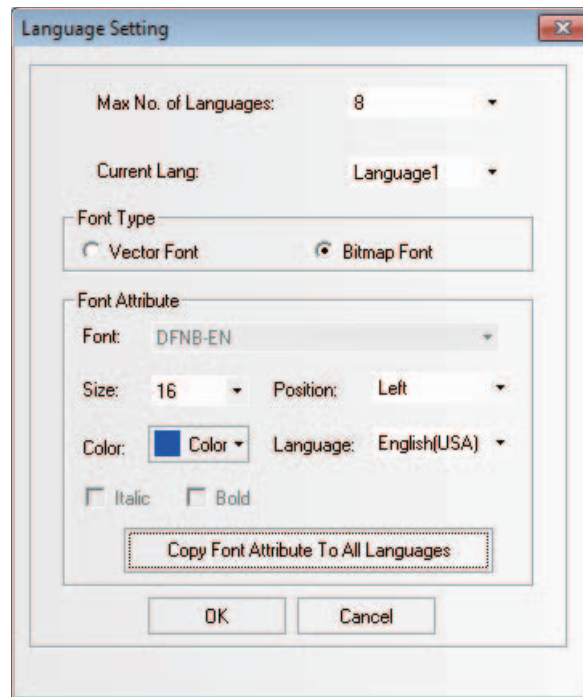 Language Setting
Max No. of Languages: 8
Current Lang: Language1
Font Type
Vector Font Bitmap Font
Font Attribute
Font: DFNB-EN
Size: 16 Position: Left
Color: Color Language: English(USA)
Italic Bold
Copy Font Attribute To All Languages
OK Cancel